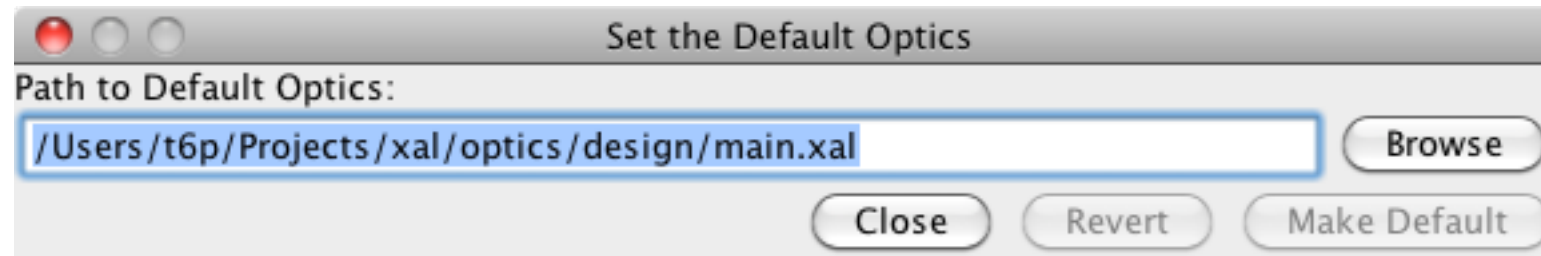 Set the Default Optics
Path to Default Optics:
/Users/t6p/Projects/xal/optics/design/main.xal Browse
Close Revert Make Default